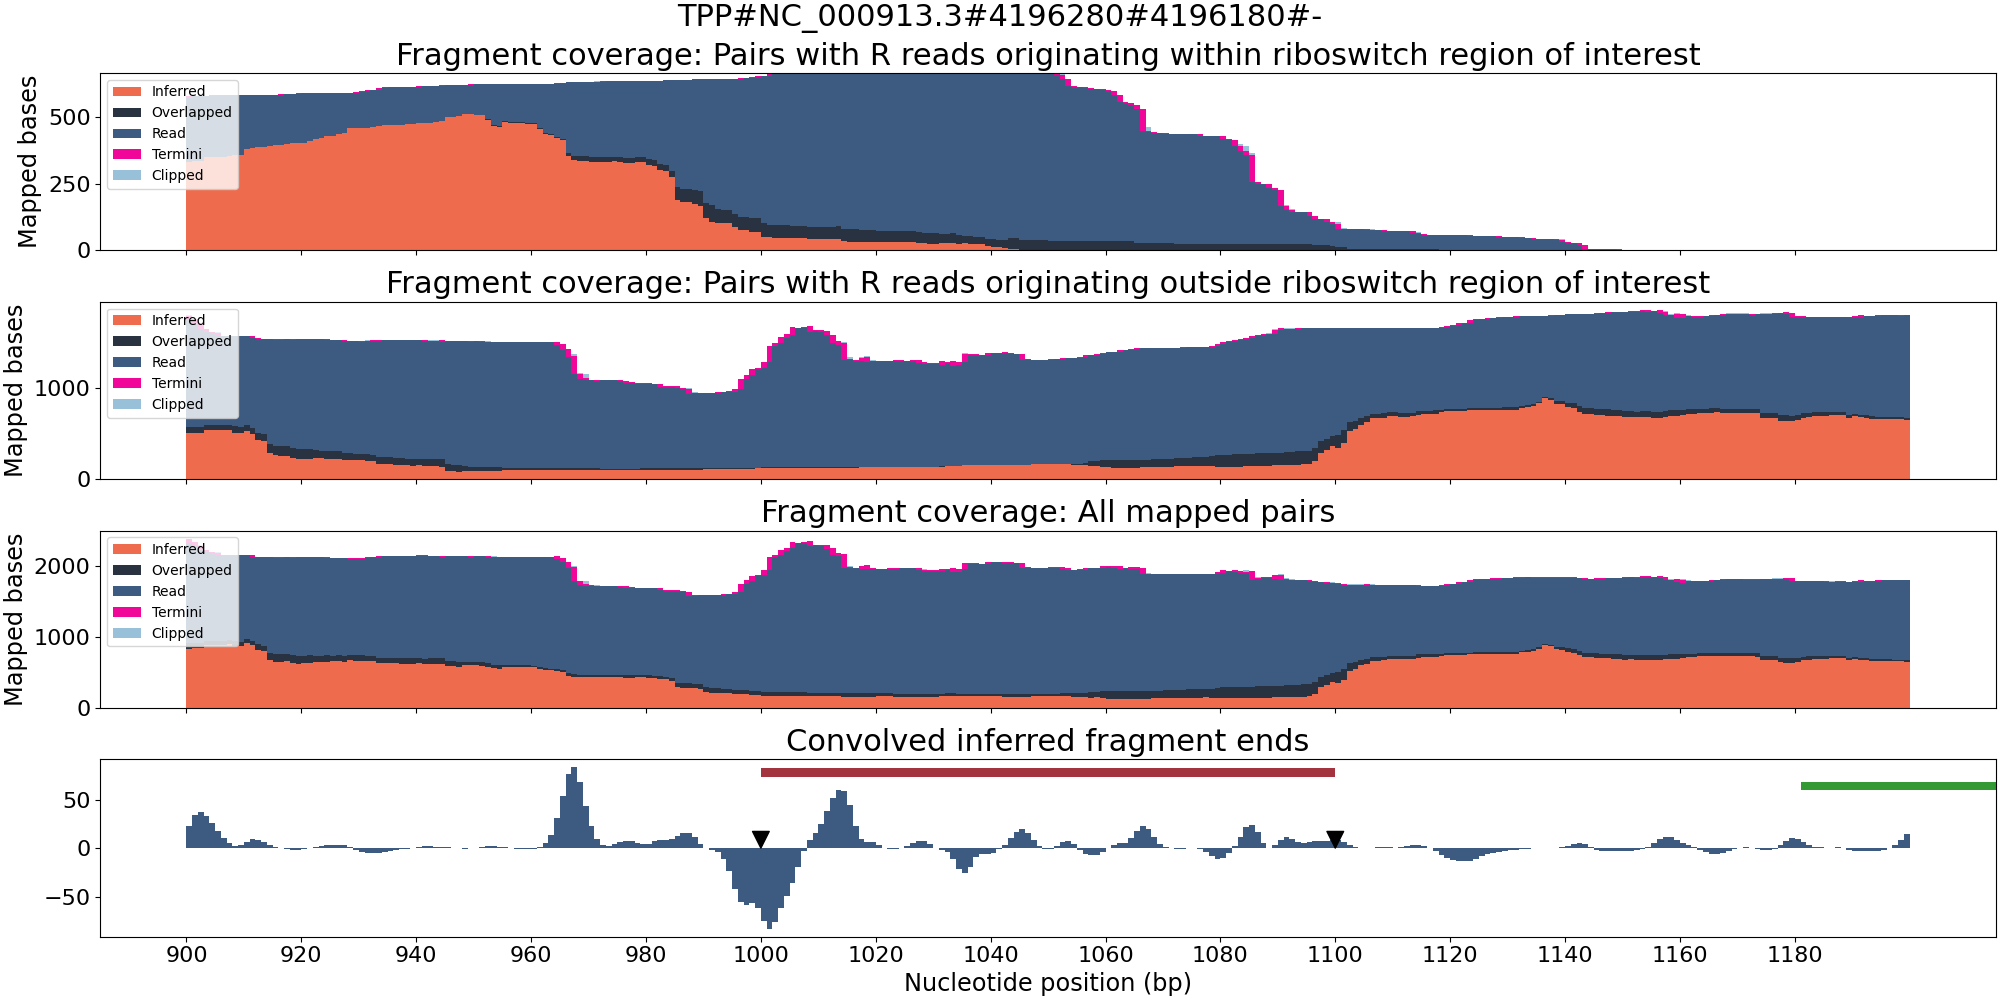 TPP#NC_000913.3#4196280#4196180#-
Fragment coverage: Pairs with R reads originating within riboswitch region of interest
Mapped bases
500
250
0
Inferred
Overlapped
Read
Termini
Clipped
Fragment coverage: Pairs with R reads originating outside riboswitch region of interest
Mapped bases
1000
0
Inferred
Overlapped
Read
Termini
Clipped
Fragment coverage: All mapped pairs
Mapped bases
2000
1000
0
Inferred
Overlapped
Read
Termini
Clipped
Convolved inferred fragment ends
50
0
−50
900 920 940 960 980 1000 1020 1040 1060 1080 1100 1120 1140 1160 1180
Nucleotide position (bp)